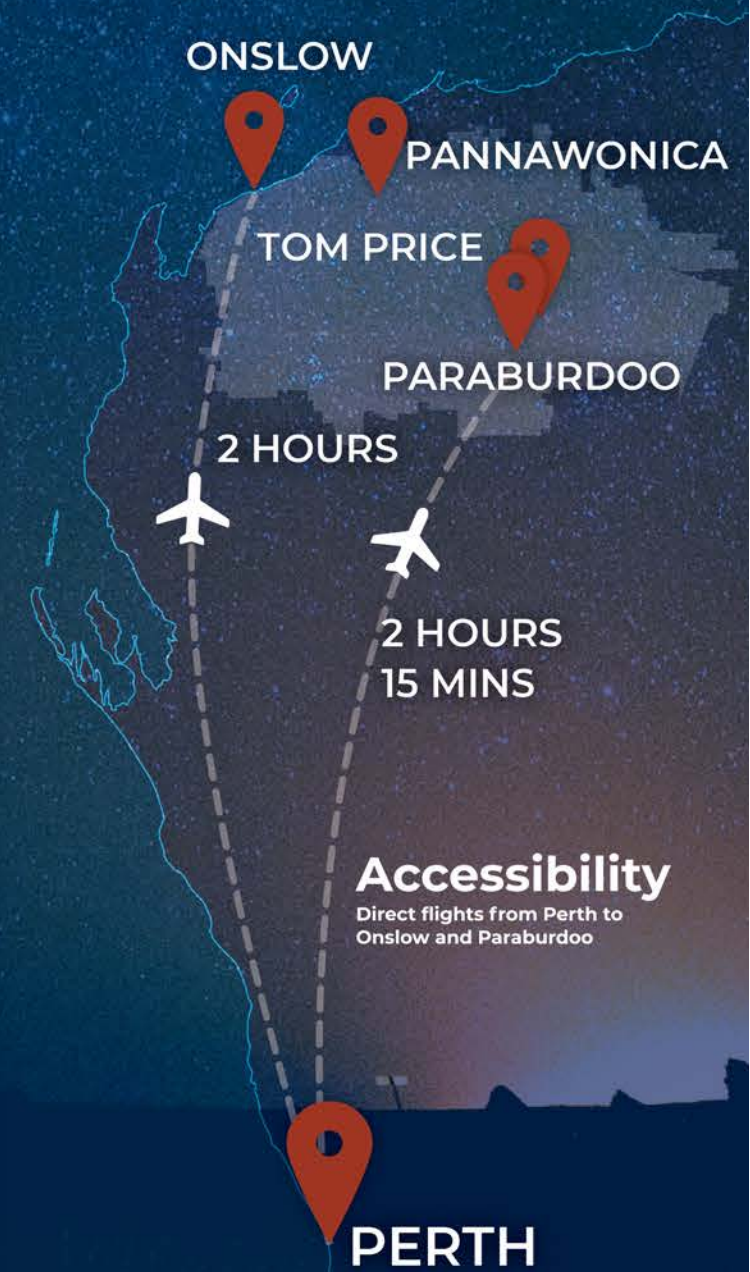 ONSLOW
PANNAWONICA
TOM PRICE
PARABURDOO
2 HOURS
2 HOURS
15 MINS
Accessibility
Direct flights from Perth to
Onslow and Paraburdoo
PERTH